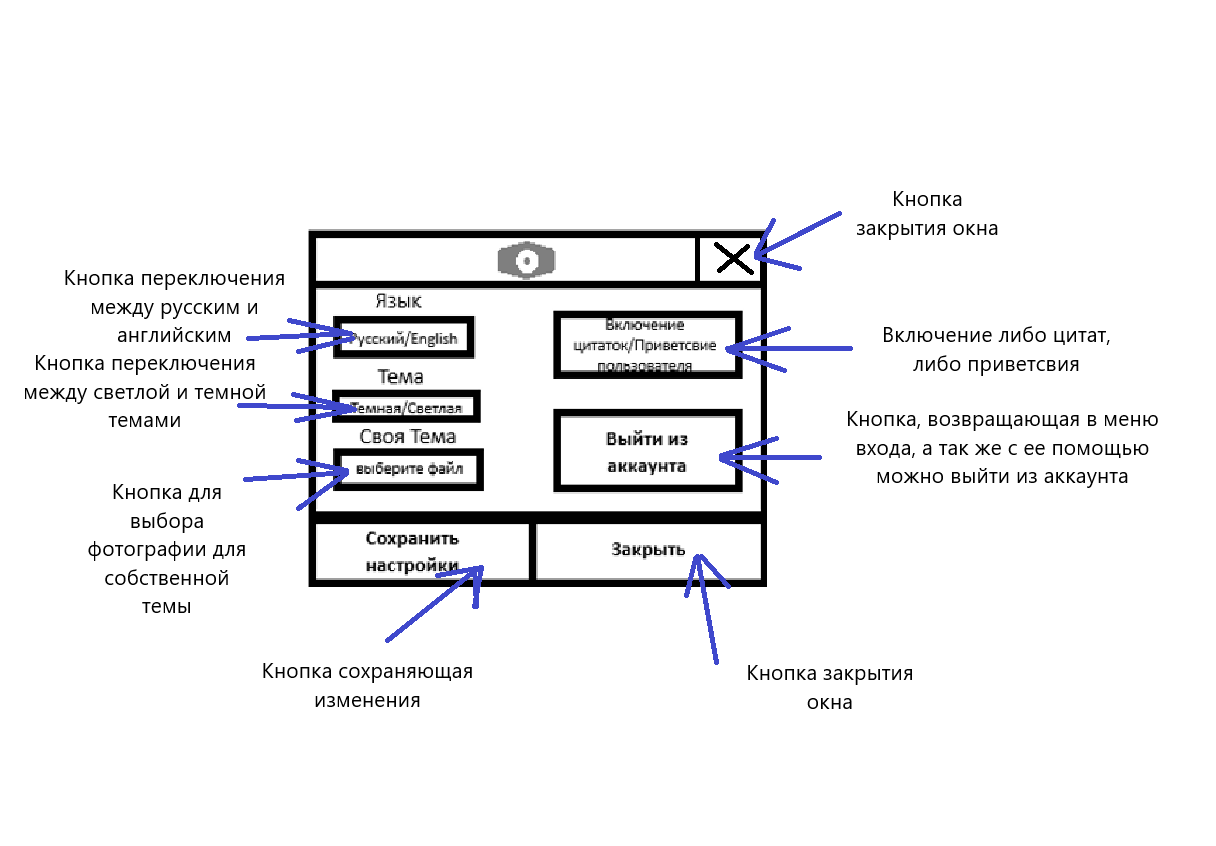 Кнопка
закрытия окна
Кнопка переключения
между русским и
английским
Кнопка переключения
между светлой и темной
темами
Кнопка для
выбора
фотографии для
собственной
темы
Язык
Русский/English
Тема
Темная/Светлая
Своя Тема
выберите файл
Включение
цитаток/Приветсвие
пользователя
Выйти из
аккаунта
Сохранить
настройки
Закрыть
Включение либо цитат,
либо приветсвия
Кнопка, возвращающая в меню
входа, а так же с ее помощью
можно выйти из аккаунта
Кнопка сохраняющая
изменения
Кнопка закрытия
окна